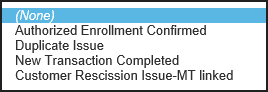 (None)
Authorized Enrollment Confirmed
Duplicate Issue
New Transaction Completed
Customer Rescission Issue-MT linked